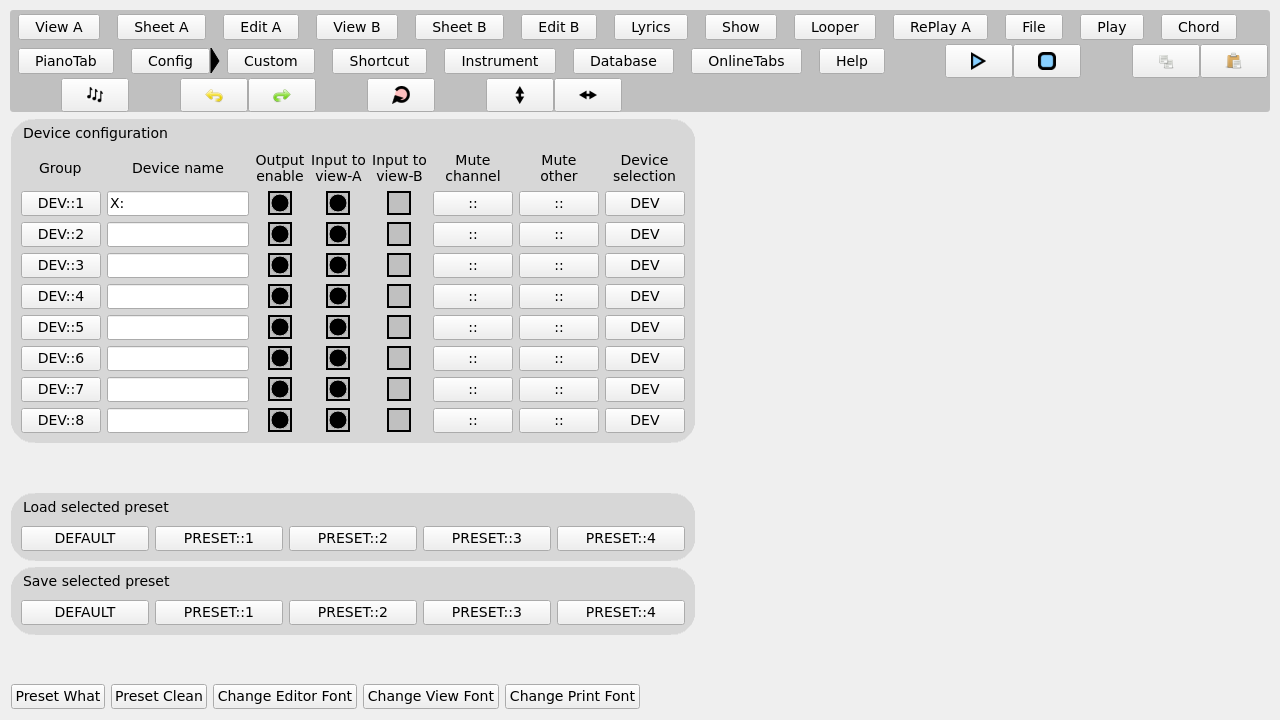 View A Sheet A Edit A View B Sheet B Edit B Lyrics Show Looper RePlay A File Play Chord
PianoTab Config Custom Shortcut Instrument Database OnlineTabs Help
Device configuration
Group Device name Output enable Input to view-A Input to view-B Mute channel Mute other Device selection
DEV::1 X: :: :: DEV
DEV::2 :: :: DEV
DEV::3 :: :: DEV
DEV::4 :: :: DEV
DEV::5 :: :: DEV
DEV::6 :: :: DEV
DEV::7 :: :: DEV
DEV::8 :: :: DEV
Load selected preset
DEFAULT PRESET::1 PRESET::2 PRESET::3 PRESET::4
Save selected preset
DEFAULT PRESET::1 PRESET::2 PRESET::3 PRESET::4
Preset What Preset Clean Change Editor Font Change View Font Change Print Font